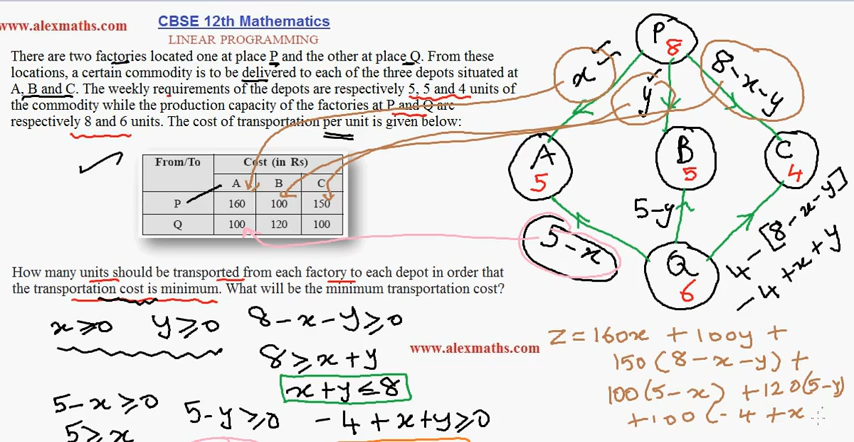 www.alexmaths.com
CBSE 12th Mathematics
LINEAR PROGRAMMING
There are two factories located one at place P and the other at place Q. From these
locations, a certain commodity is to be delivered to each of the three depots situated at
A, B and C. The weekly requirements of the depots are respectively 5, 5 and 4 units of
the commodity while the production capacity of the factories at P and Q are
respectively 8 and 6 units. The cost of transportation per unit is given below:
From/To Cost (in Rs)
A B C
P 160 100 150
Q 100 120 100
How many units should be transported from each factory to each depot in order that
the transportation cost is minimum. What will be the minimum transportation cost?
x≥0 y≥0 8-x-y≥0
8≥x+y
x+y≤8
5-x≥0 5-y≥0 -4+x+y≥0
5≥x
www.alexmaths.com
P 8
x y 8-x-y
A 5 B 5 C 4
5-x 5-y 4-[8-x-y]
-4+x+y
Q 6
Z=160x+100y+
150(8-x-y)+
100(5-x)+120(5-y)
+100(-4+x